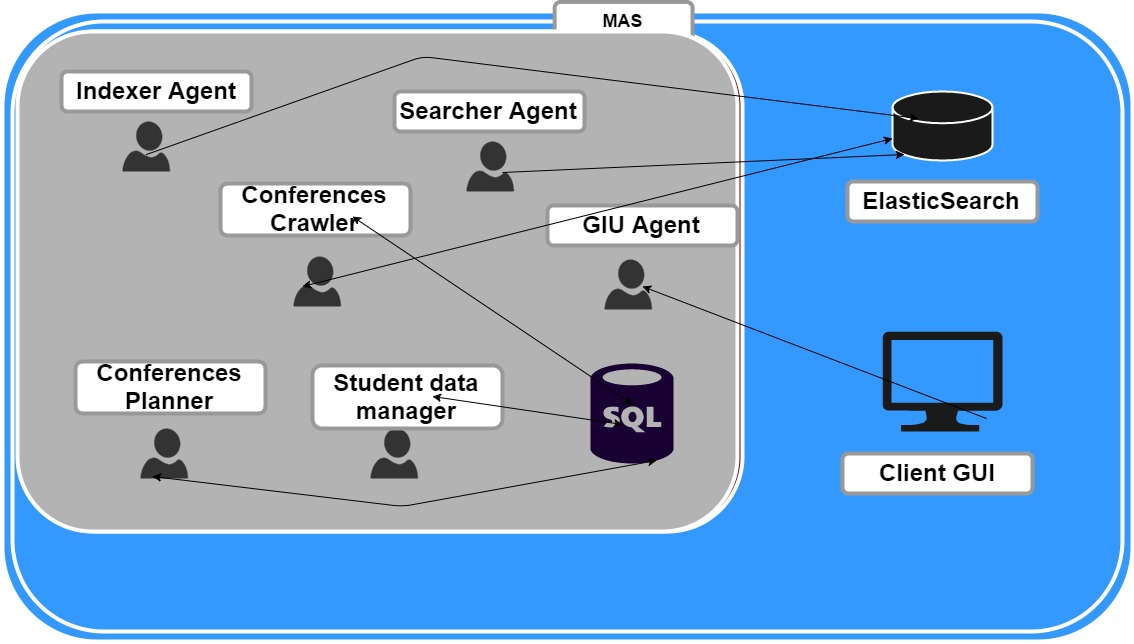 MAS
Indexer Agent
Searcher Agent
ElasticSearch
Conferences
Crawler
GIU Agent
Conferences
Planner
Student data
manager
SQL
Client GUI